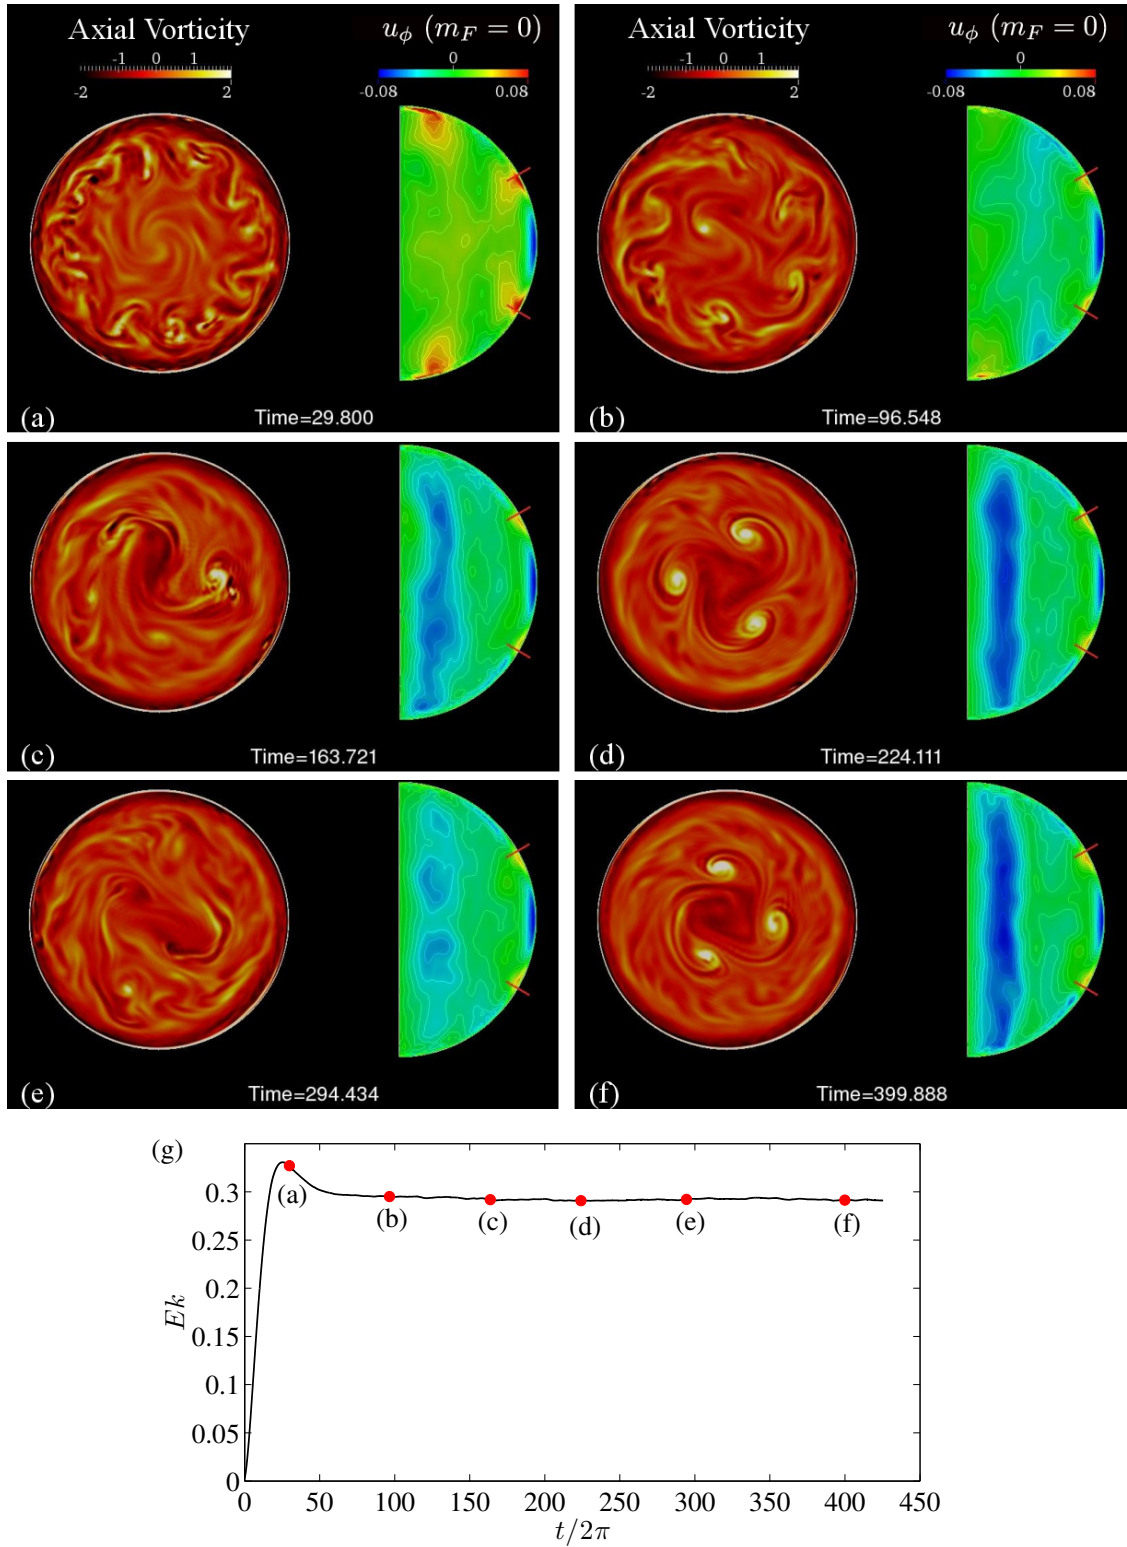 Axial Vorticity
u_ϕ (m_F = 0)
-1 0 1
-2 2
0
-0.08 0.08
(a)
Time=29.800
Axial Vorticity
u_ϕ (m_F = 0)
-1 0 1
-2 2
0
-0.08 0.08
(b)
Time=96.548
(c)
Time=163.721
(d)
Time=224.111
(e)
Time=294.434
(f)
Time=399.888
(g)
0.3
0.25
0.2
0.15
0.1
0.05
0
Ek
(a)
(b)
(c)
(d)
(e)
(f)
0 50 100 150 200 250 300 350 400 450
t/2π